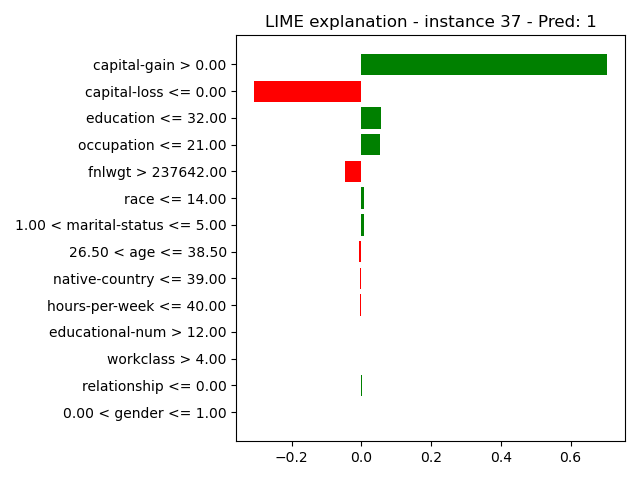 LIME explanation - instance 37 - Pred: 1
capital-gain > 0.00
capital-loss <= 0.00
education <= 32.00
occupation <= 21.00
fnlwgt > 237642.00
race <= 14.00
1.00 < marital-status <= 5.00
26.50 < age <= 38.50
native-country <= 39.00
hours-per-week <= 40.00
educational-num > 12.00
workclass > 4.00
relationship <= 0.00
0.00 < gender <= 1.00
−0.2 0.0 0.2 0.4 0.6